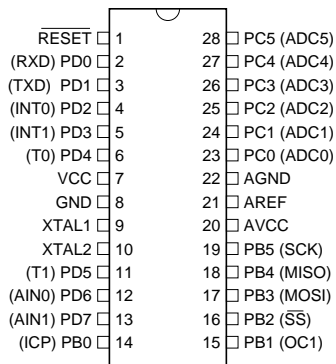 RESET 1 28 PC5 (ADC5)
(RXD) PD0 2 27 PC4 (ADC4)
(TXD) PD1 3 26 PC3 (ADC3)
(INT0) PD2 4 25 PC2 (ADC2)
(INT1) PD3 5 24 PC1 (ADC1)
(T0) PD4 6 23 PC0 (ADC0)
VCC 7 22 AGND
GND 8 21 AREF
XTAL1 9 20 AVCC
XTAL2 10 19 PB5 (SCK)
(T1) PD5 11 18 PB4 (MISO)
(AIN0) PD6 12 17 PB3 (MOSI)
(AIN1) PD7 13 16 PB2 (SS)
(ICP) PB0 14 15 PB1 (OC1)